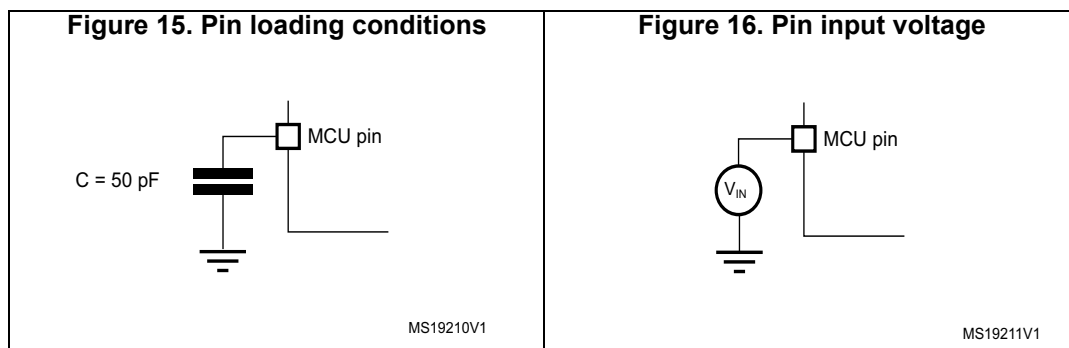 Figure 15. Pin loading conditions
MCU pin
C = 50 pF
MS19210V1
Figure 16. Pin input voltage
MCU pin
VIN
MS19211V1